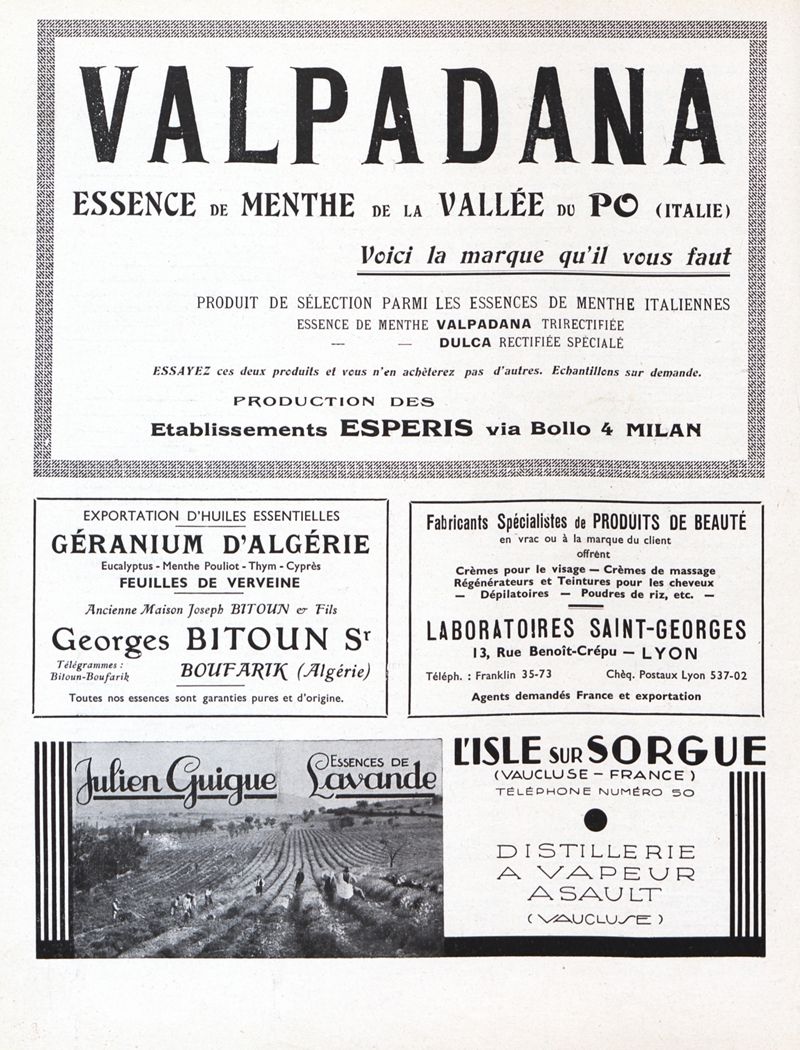 VALPADANA
ESSENCE DE MENTHE DE LA VALLÉE DU PO (ITALIE)
Voici la marque qu'il vous faut
PRODUIT DE SÉLECTION PARMI LES ESSENCES DE MENTHE ITALIENNES
ESSENCE DE MENTHE VALPADANA TRIRECTIFIÉE
— — DULCA RECTIFIÉE SPÉCIALÉ
ESSAYEZ ces deux produits et vous n'en achèterez pas d'autres. Echantillons sur demande.
PRODUCTION DES
Etablissements ESPERIS via Bollo 4 MILAN
EXPORTATION D'HUILES ESSENTIELLES
GÉRANIUM D'ALGÉRIE
Eucalyptus - Menthe Pouliot - Thym - Cyprès
FEUILLES DE VERVEINE
Ancienne Maison Joseph BITOUN & Fils
Georges BITOUN Sr
Télégrammes :
Bitoun-Boufarik
BOUFARIK (Algérie)
Toutes nos essences sont garanties pures et d'origine.
Fabricants Spécialistes de PRODUITS DE BEAUTÉ
en vrac ou à la marque du client
offrent
Crèmes pour le visage — Crèmes de massage
Régénérateurs et Teintures pour les cheveux
— Dépilatoires — Poudres de riz, etc. —
LABORATOIRES SAINT-GEORGES
13, Rue Benoît-Crépu — LYON
Téléph. : Franklin 35-73 Chèq. Postaux Lyon 537-02
Agents demandés France et exportation
Julien Guigue
ESSENCES DE
Lavande
L'ISLE SUR SORGUE
(VAUCLUSE - FRANCE)
TÉLÉPHONE NUMÉRO 50
DISTILLERIE
A VAPEUR
A SAULT
(VAUCLUSE)